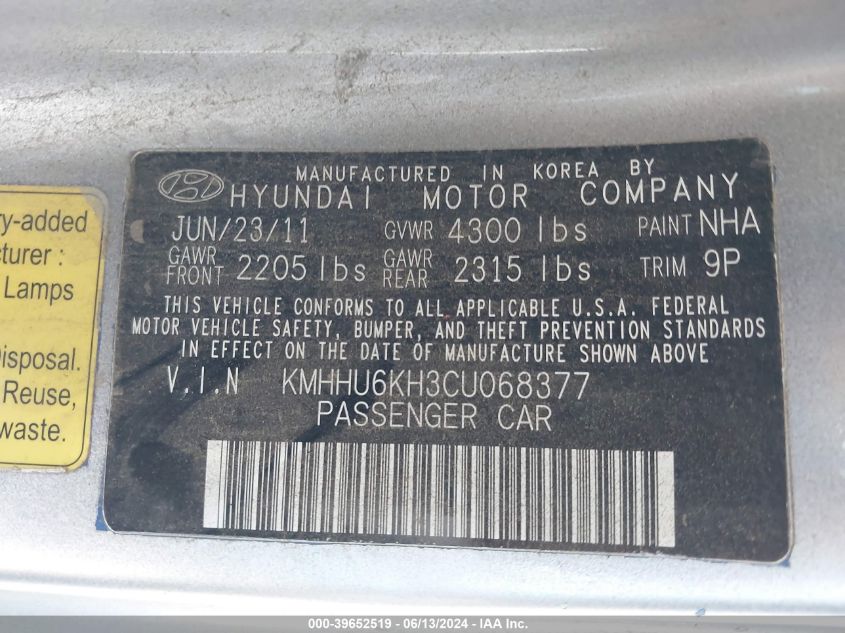 MANUFACTURED IN KOREA BY
HYUNDAI MOTOR COMPANY
JUN/23/11 GVWR 4300 lbs PAINT NHA
GAWR FRONT 2205 lbs GAWR REAR 2315 lbs TRIM 9P
THIS VEHICLE CONFORMS TO ALL APPLICABLE U.S.A. FEDERAL
MOTOR VEHICLE SAFETY, BUMPER, AND THEFT PREVENTION STANDARDS
IN EFFECT ON THE DATE OF MANUFACTURE SHOWN ABOVE
V.I.N KMHHU6KH3CU068377
PASSENGER CAR
ry-added
cturer :
Lamps
Disposal.
Reuse,
waste.
000-39652519 - 06/13/2024 - IAA Inc.